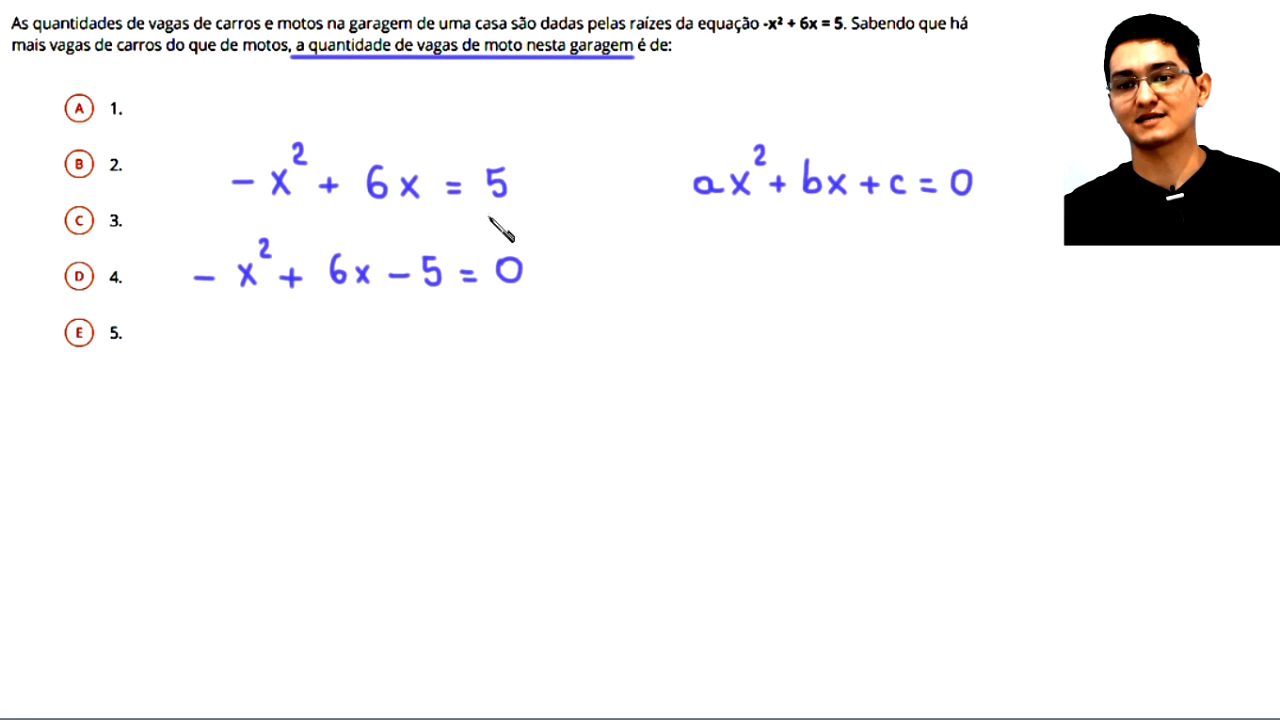 As quantidades de vagas de carros e motos na garagem de uma casa são dadas pelas raízes da equação -x² + 6x = 5. Sabendo que há
mais vagas de carros do que de motos, a quantidade de vagas de moto nesta garagem é de:
A 1.
B 2.
- x² + 6x = 5
ax² + bx + c = 0
C 3.
D 4.
- x² + 6x - 5 = 0
E 5.